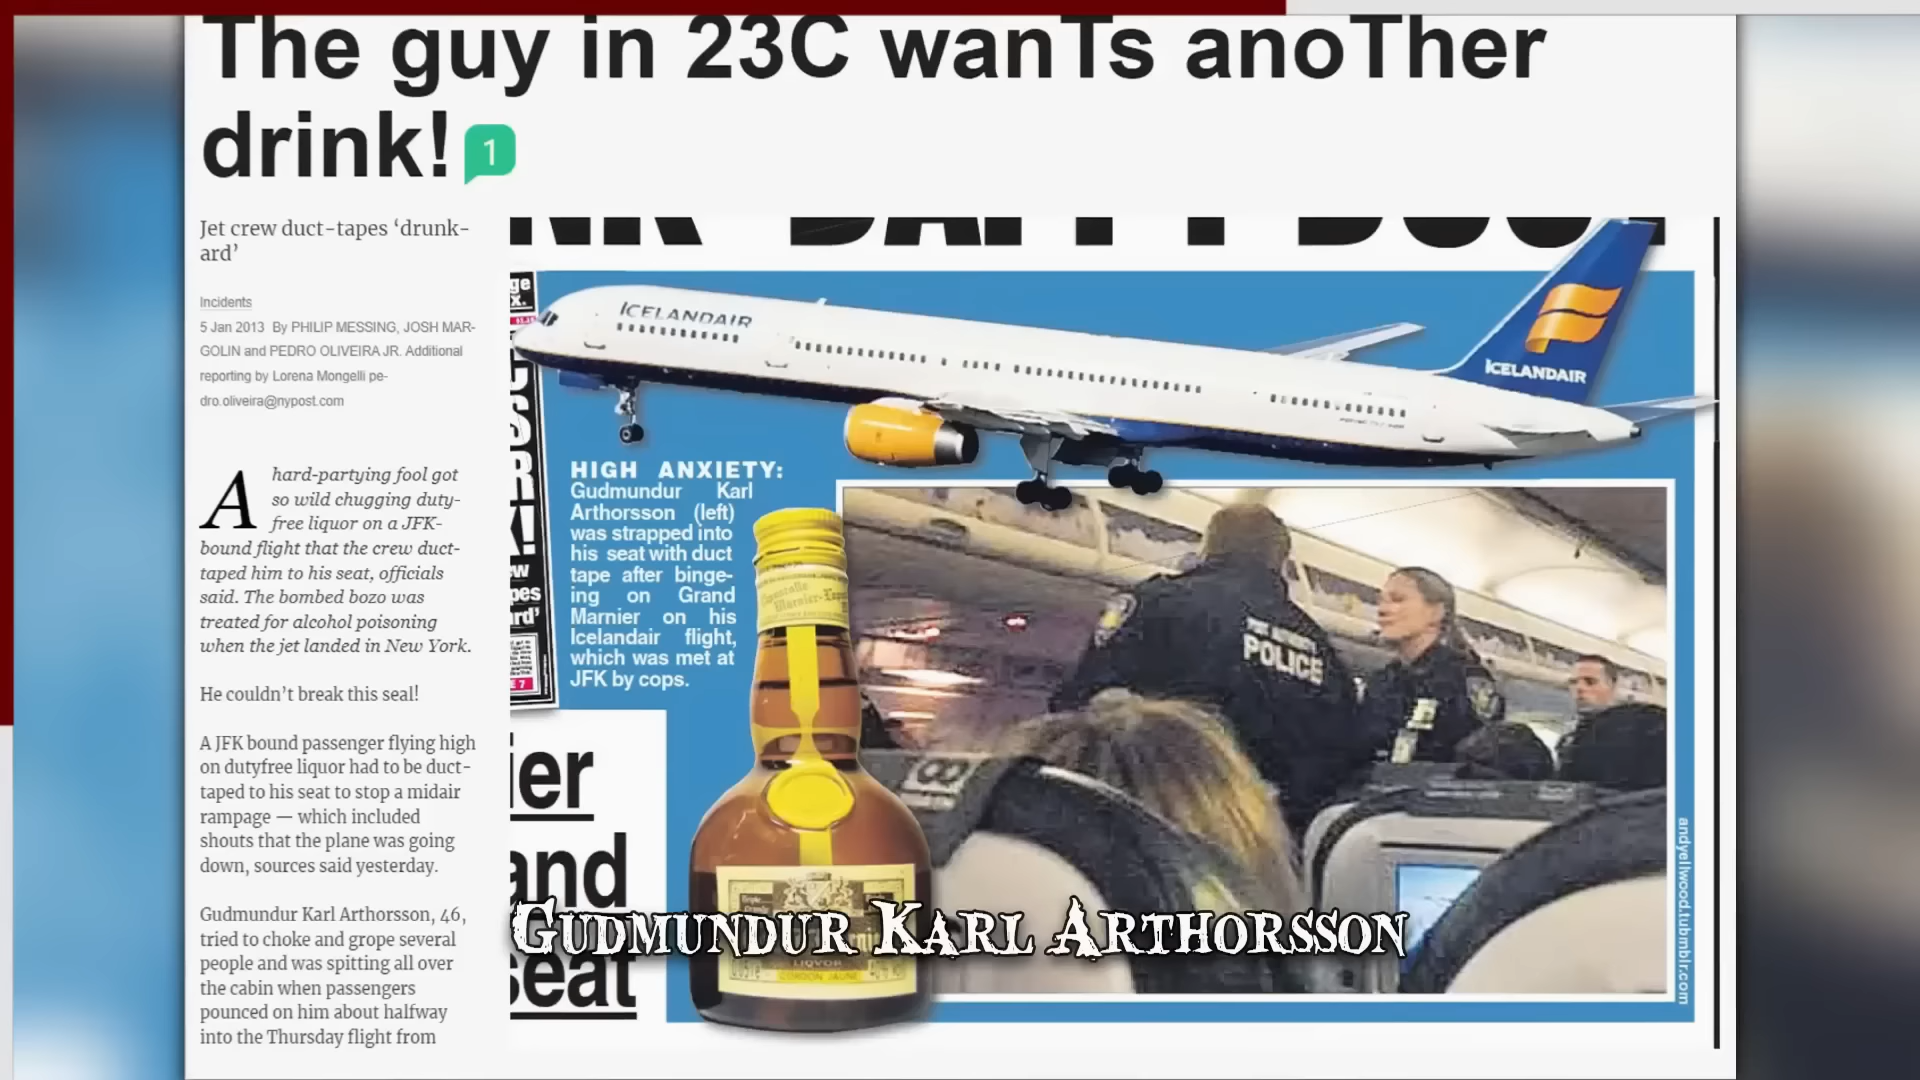 The guy in 23C wanTs anoTher
drink!
1
Jet crew duct-tapes ‘drunk-
ard’
Incidents
5 Jan 2013 By PHILIP MESSING, JOSH MAR-
GOLIN and PEDRO OLIVEIRA JR. Additional
reporting by Lorena Mongelli pe-
dro.oliveira@nypost.com
A hard-partying fool got
so wild chugging duty-
free liquor on a JFK-
bound flight that the crew duct-
taped him to his seat, officials
said. The bombed bozo was
treated for alcohol poisoning
when the jet landed in New York.
He couldn’t break this seal!
A JFK bound passenger flying high
on dutyfree liquor had to be duct-
taped to his seat to stop a midair
rampage — which included
shouts that the plane was going
down, sources said yesterday.
Gudmundur Karl Arthorsson, 46,
tried to choke and grope several
people and was spitting all over
the cabin when passengers
pounced on him about halfway
into the Thursday flight from
ICELANDAIR
ICELANDAIR
HIGH ANXIETY:
Gudmundur Karl
Arthorsson (left)
was strapped into
his seat with duct
tape after binge-
ing on Grand
Marnier on his
Icelandair flight,
which was met at
JFK by cops.
POLICE
ier
and
seat
LIQVOR
CORDON JAUNE
andyellwood.tubmblr.com
Gudmundur Karl Arthorsson